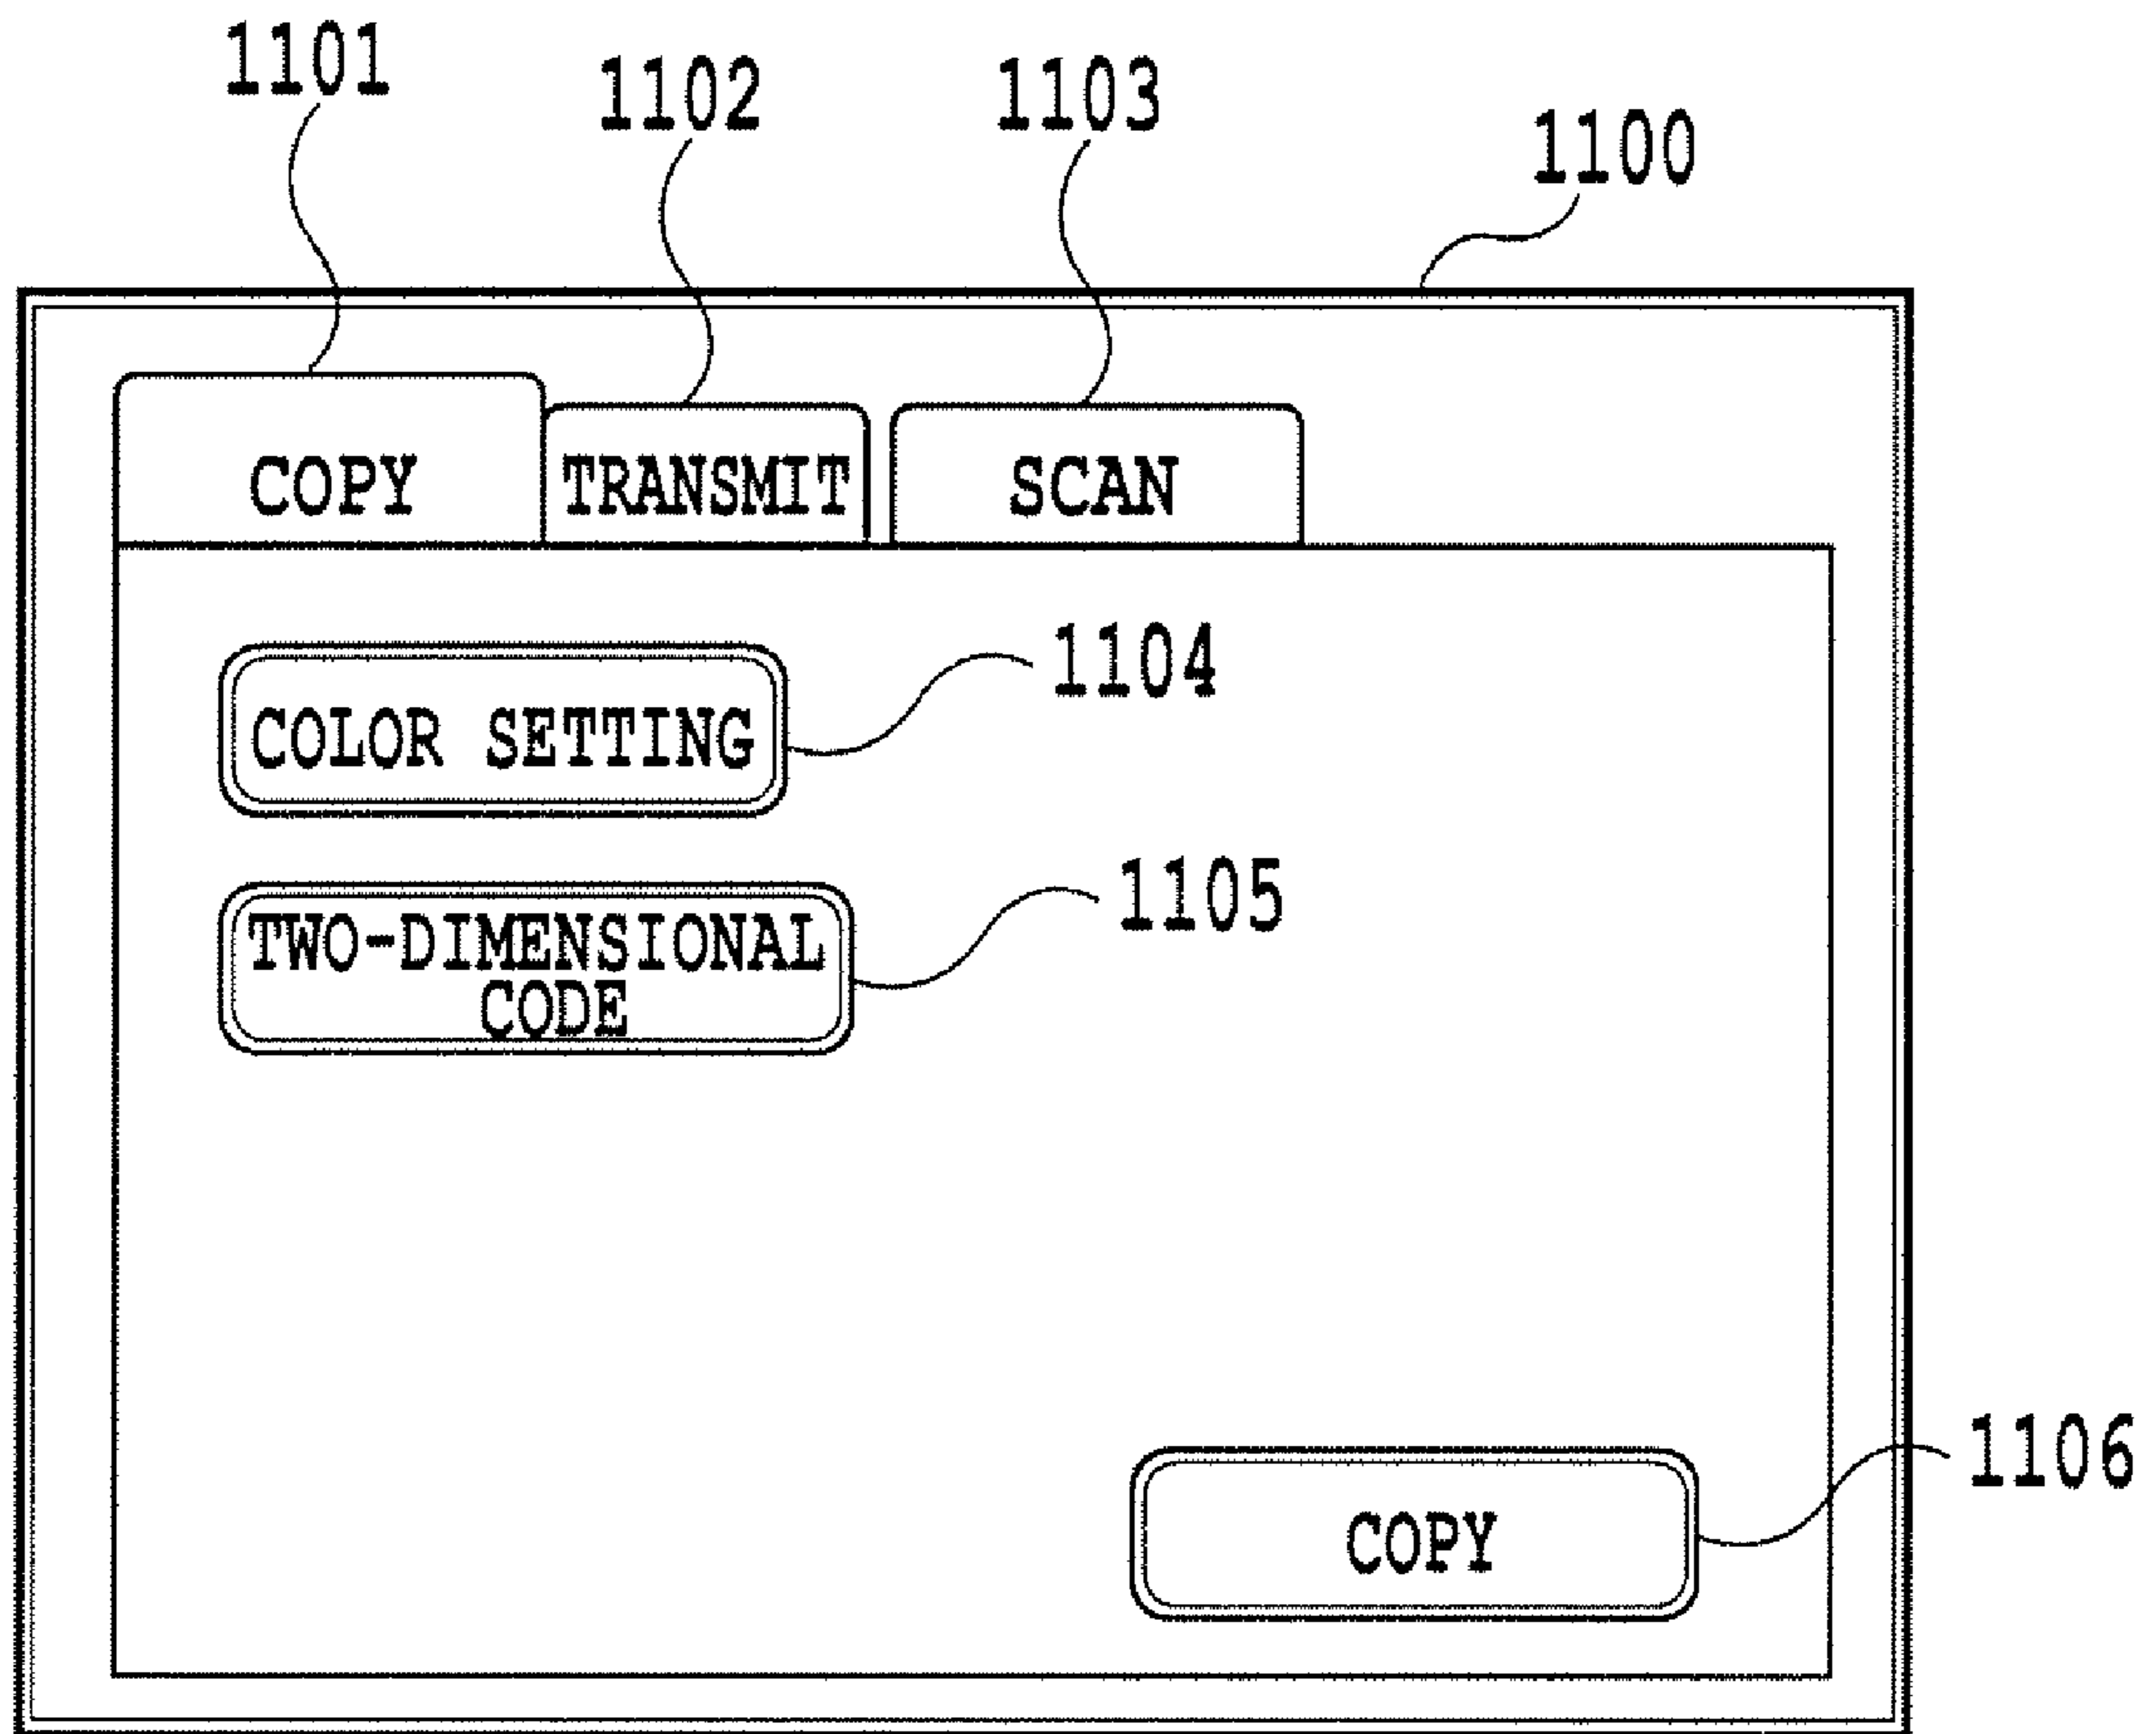 1101
1102
1103
1100
COPY
TRANSMIT
SCAN
COLOR SETTING
1104
TWO-DIMENSIONAL
CODE
1105
COPY
1106